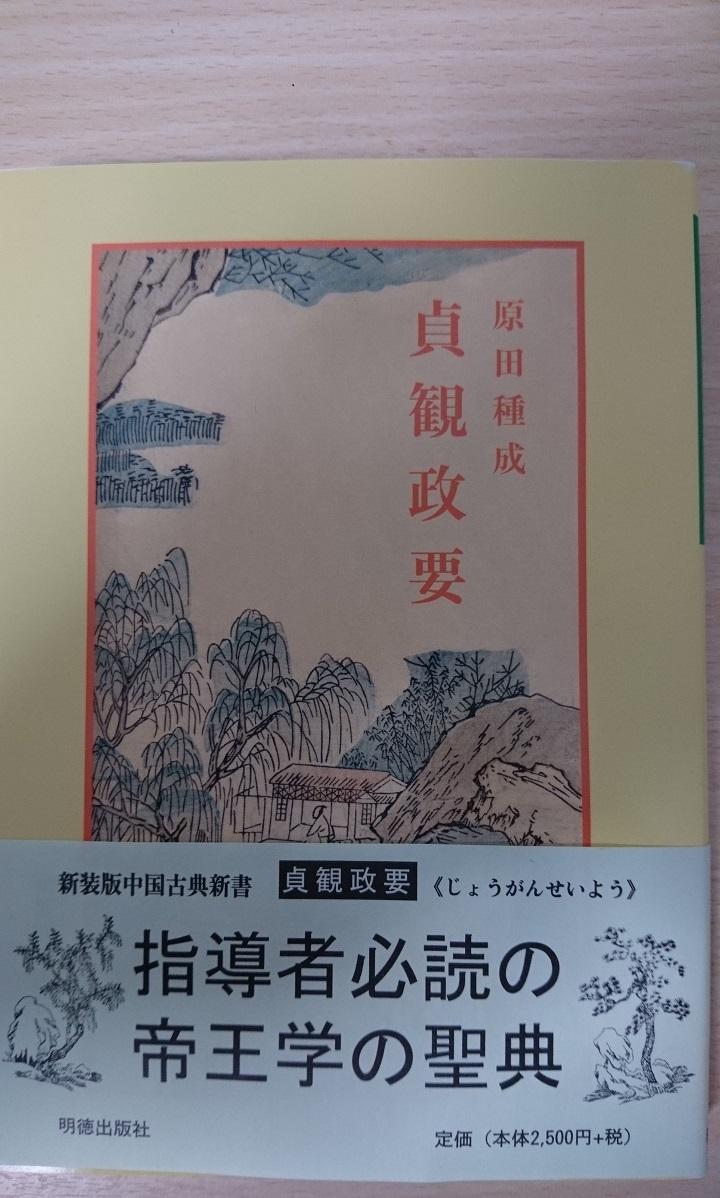 原田種成
貞観政要
新装版中国古典新書 貞観政要 《じょうがんせいよう》
指導者必読の
帝王学の聖典
明徳出版社
定価（本体2,500円+税）